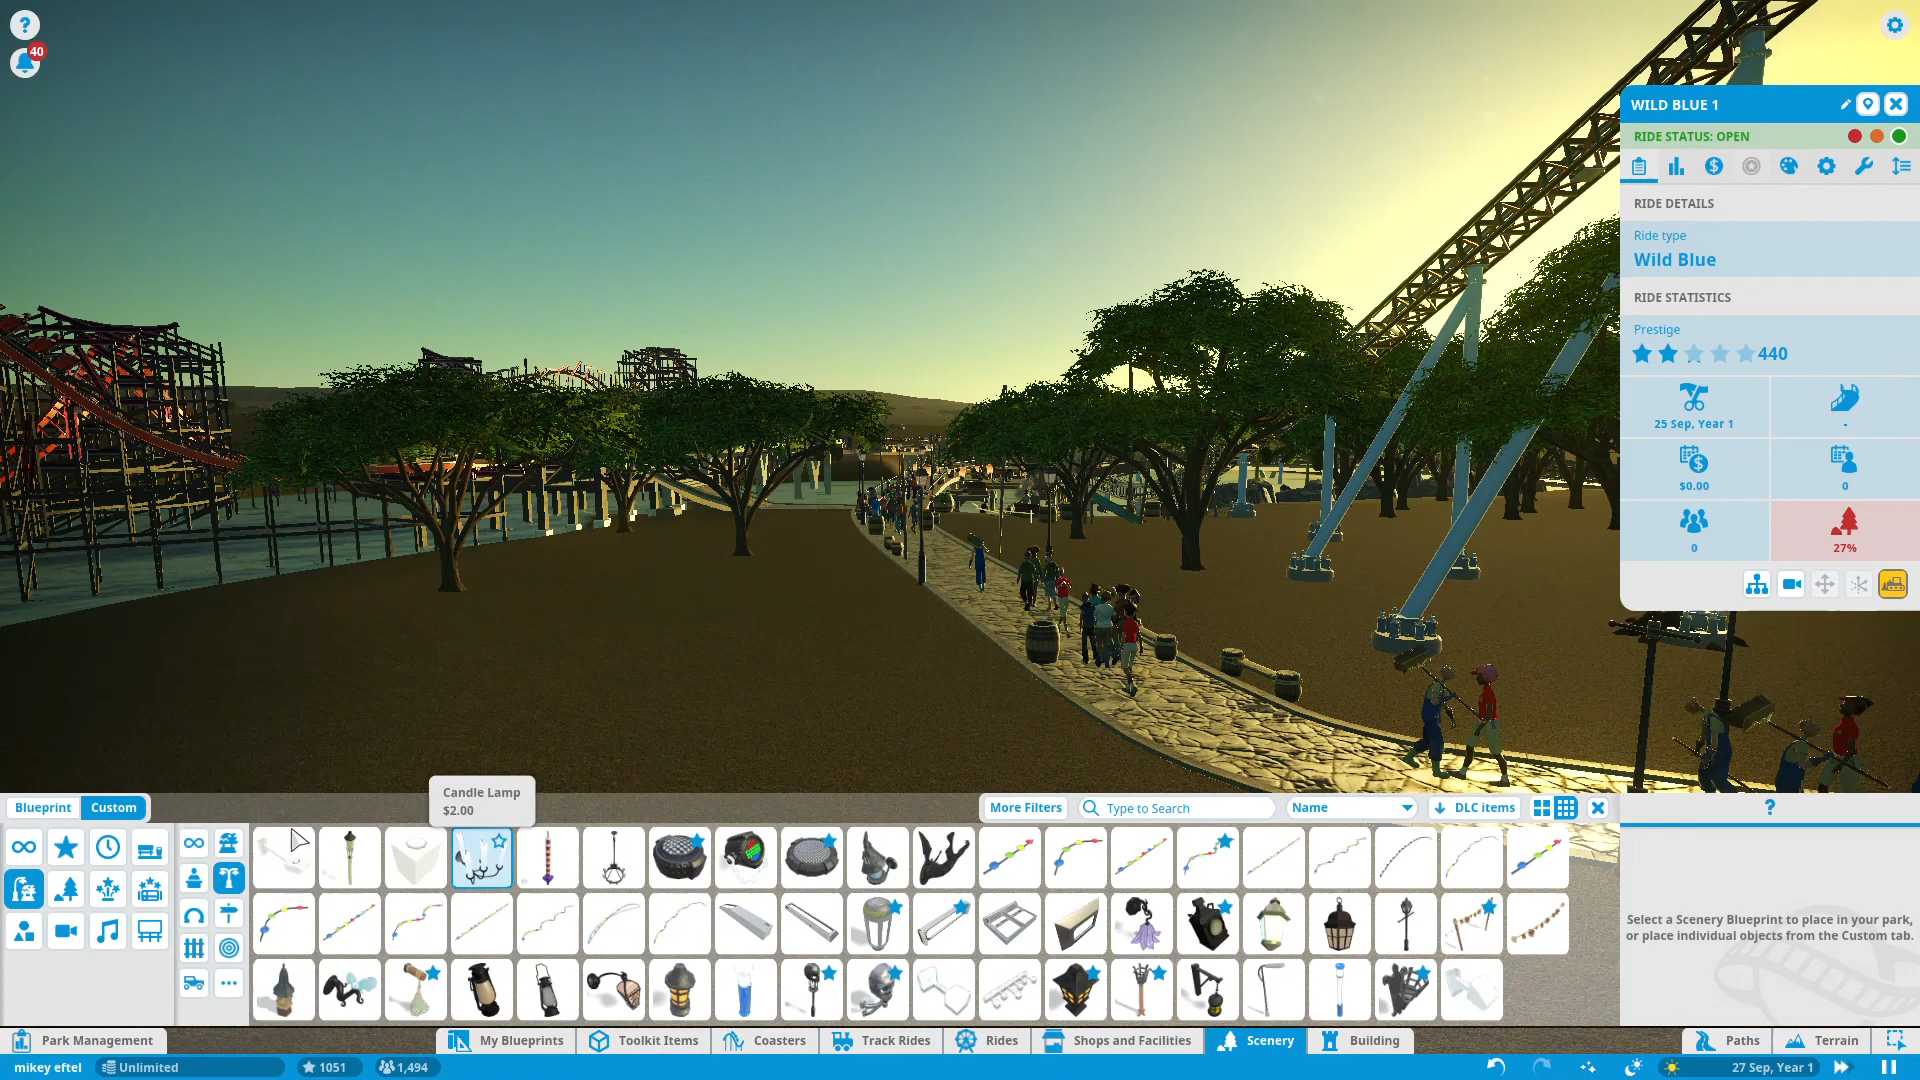 ?
40
WILD BLUE 1
RIDE STATUS: OPEN
RIDE DETAILS
Ride type
Wild Blue
RIDE STATISTICS
Prestige
440
25 Sep, Year 1
-
$0.00
0
0
27%
Candle Lamp
$2.00
Blueprint
Custom
More Filters
Type to Search
Name
DLC items
?
Select a Scenery Blueprint to place in your park,
or place individual objects from the Custom tab.
Park Management
My Blueprints
Toolkit Items
Coasters
Track Rides
Rides
Shops and Facilities
Scenery
Building
Paths
Terrain
mikey eftel
Unlimited
1051
1,494
27 Sep, Year 1